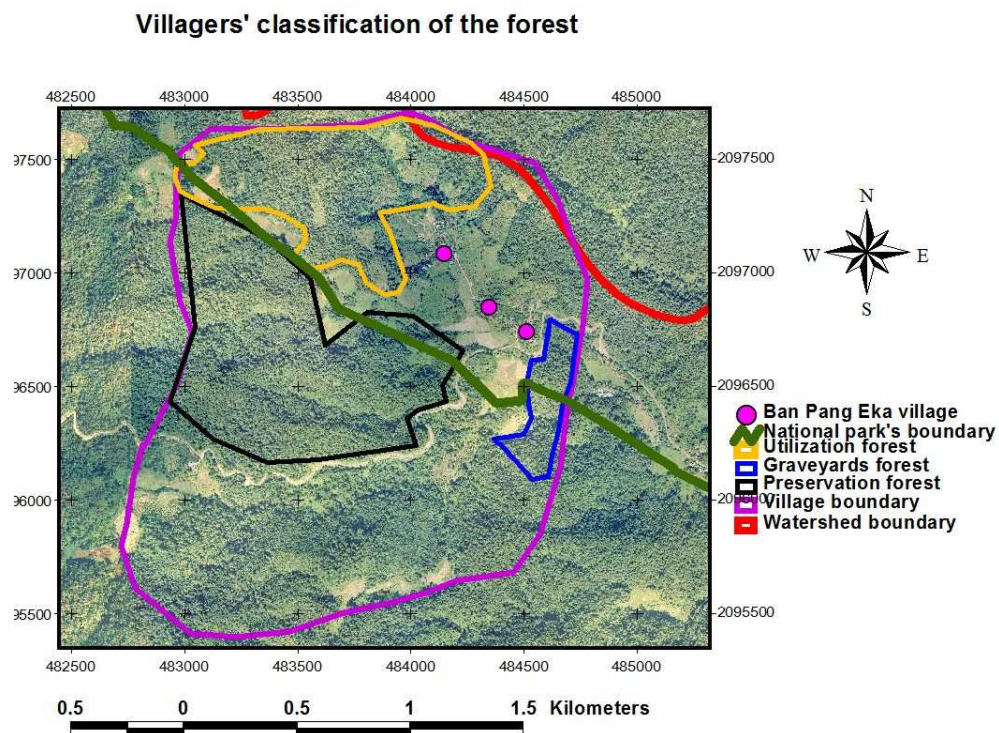 Villagers' classification of the forest
482500 483000 483500 484000 484500 485000
97500 2097500
97000 2097000
96500 2096500
96000
95500 2095500
482500 483000 483500 484000 484500 485000
N
W E
S
Ban Pang Eka village
National park's boundary
Utilization forest
Graveyards forest
Preservation forest
Village boundary
Watershed boundary
0.5 0 0.5 1 1.5 Kilometers